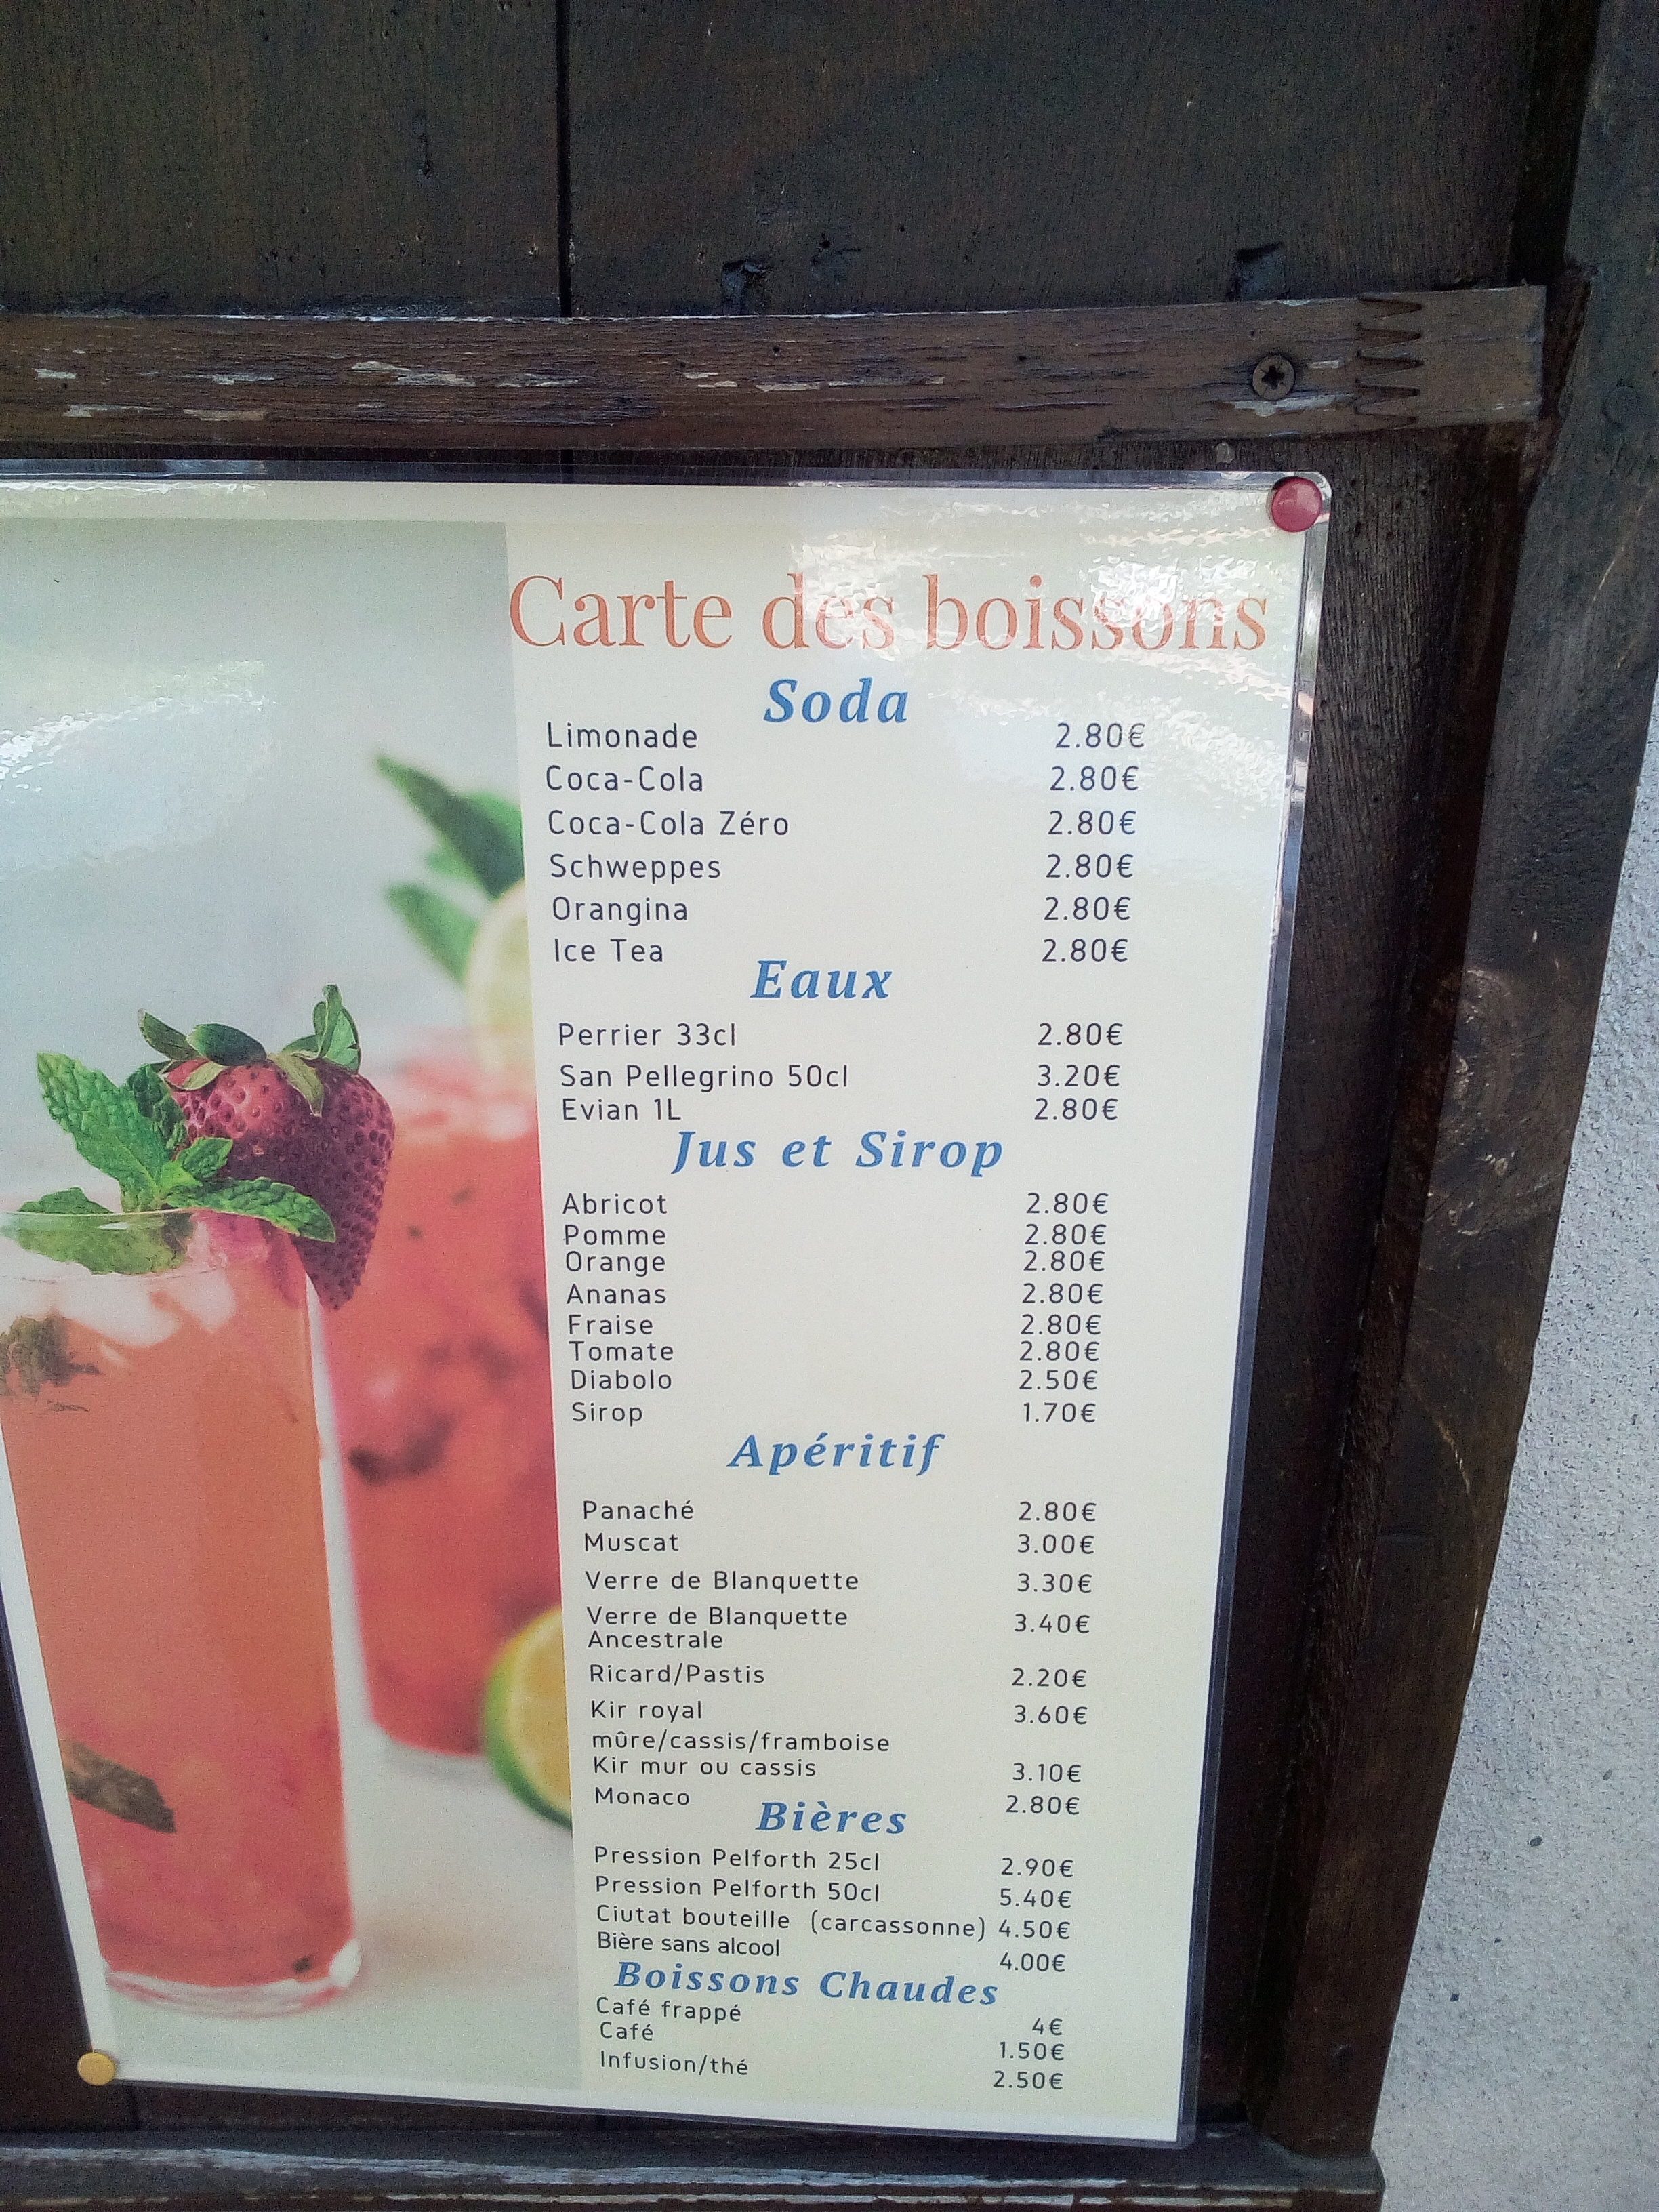 Carte des boissons
Soda
Limonade 2.80€
Coca-Cola 2.80€
Coca-Cola Zéro 2.80€
Schweppes 2.80€
Orangina 2.80€
Ice Tea 2.80€
Eaux
Perrier 33cl 2.80€
San Pellegrino 50cl 3.20€
Evian 1L 2.80€
Jus et Sirop
Abricot 2.80€
Pomme 2.80€
Orange 2.80€
Ananas 2.80€
Fraise 2.80€
Tomate 2.80€
Diabolo 2.50€
Sirop 1.70€
Apéritif
Panaché 2.80€
Muscat 3.00€
Verre de Blanquette 3.30€
Verre de Blanquette 3.40€
Ancestrale
Ricard/Pastis 2.20€
Kir royal 3.60€
mûre/cassis/framboise
Kir mur ou cassis 3.10€
Monaco 2.80€
Bières
Pression Pelforth 25cl 2.90€
Pression Pelforth 50cl 5.40€
Ciutat bouteille (carcassonne) 4.50€
Bière sans alcool 4.00€
Boissons Chaudes
Café frappé 4€
Café 1.50€
Infusion/thé 2.50€